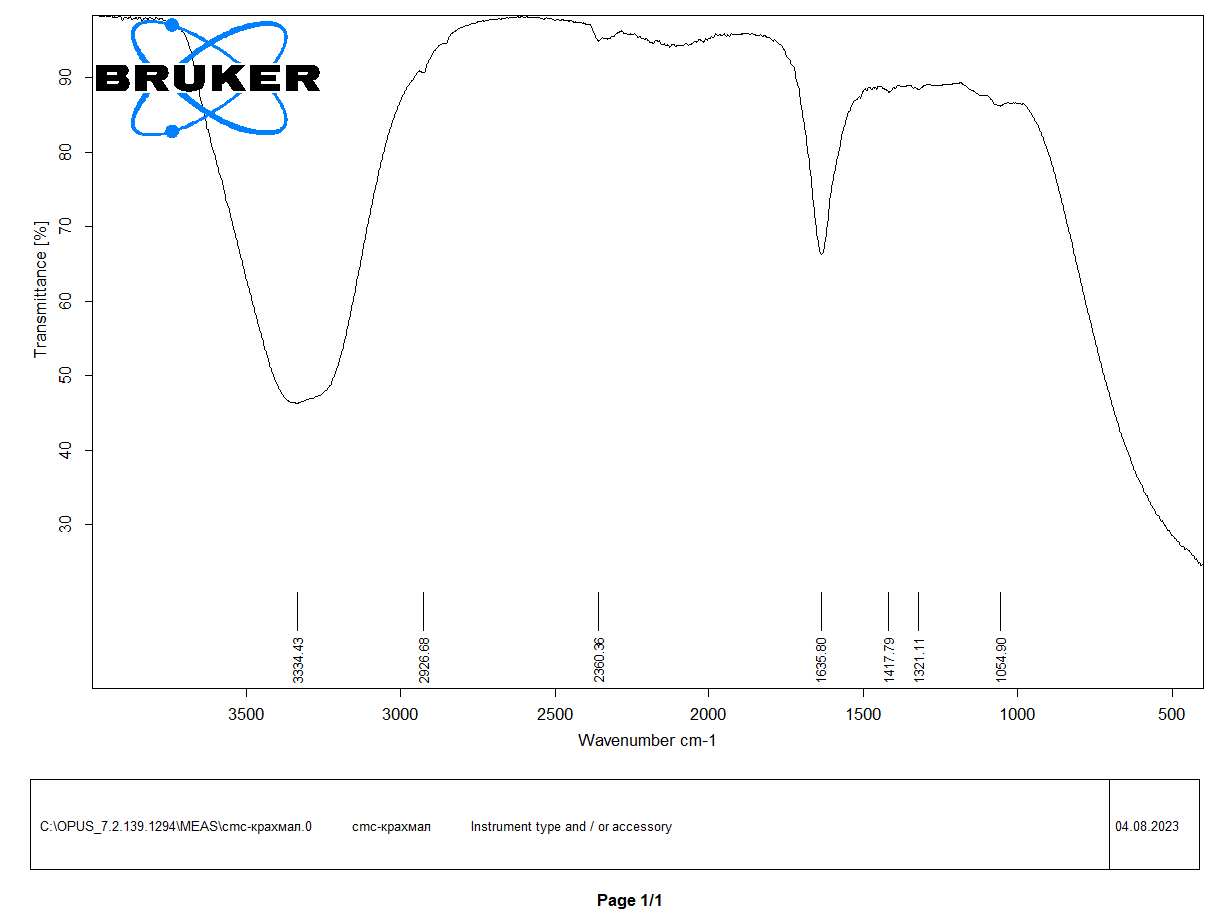 BRUKER
Transmittance [%]
90
80
70
60
50
40
30
3334.43
2926.68
2360.36
1635.80
1417.79
1321.11
1054.90
3500 3000 2500 2000 1500 1000 500
Wavenumber cm-1
C:\OPUS_7.2.139.1294\MEAS\cmc-крахмал.0 cmc-крахмал Instrument type and / or accessory 04.08.2023
Page 1/1